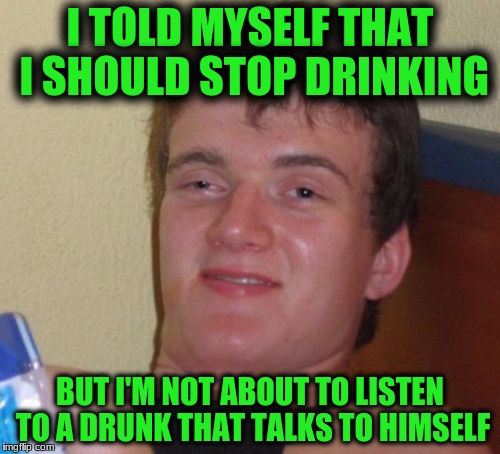 I TOLD MYSELF THAT
I SHOULD STOP DRINKING
BUT I'M NOT ABOUT TO LISTEN
TO A DRUNK THAT TALKS TO HIMSELF
imgflip.com